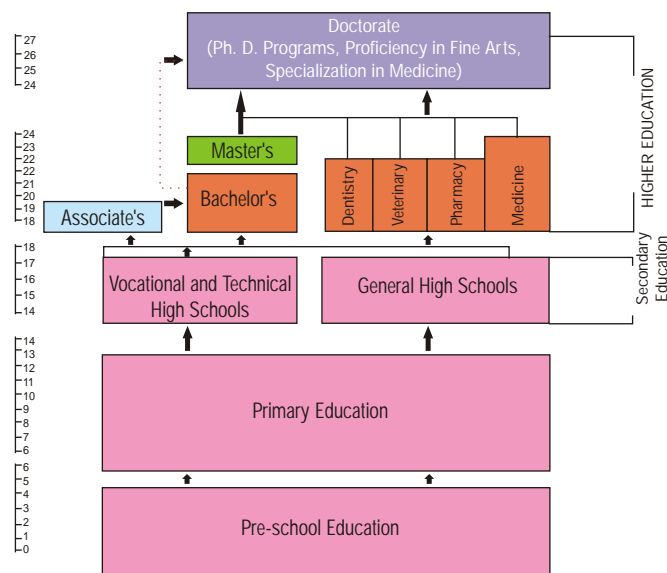 Doctorate
(Ph. D. Programs, Proficiency in Fine Arts,
Specialization in Medicine)
27
26
25
24
HIGHER EDUCATION
24
23
22
21
20
19
18
Master's
Bachelor's
Associate's
Dentistry
Veterinary
Pharmacy
Medicine
Secondary
Education
18
17
16
15
14
Vocational and Technical
High Schools
General High Schools
14
13
12
11
10
9
8
7
6
Primary Education
6
5
4
3
2
1
0
Pre-school Education